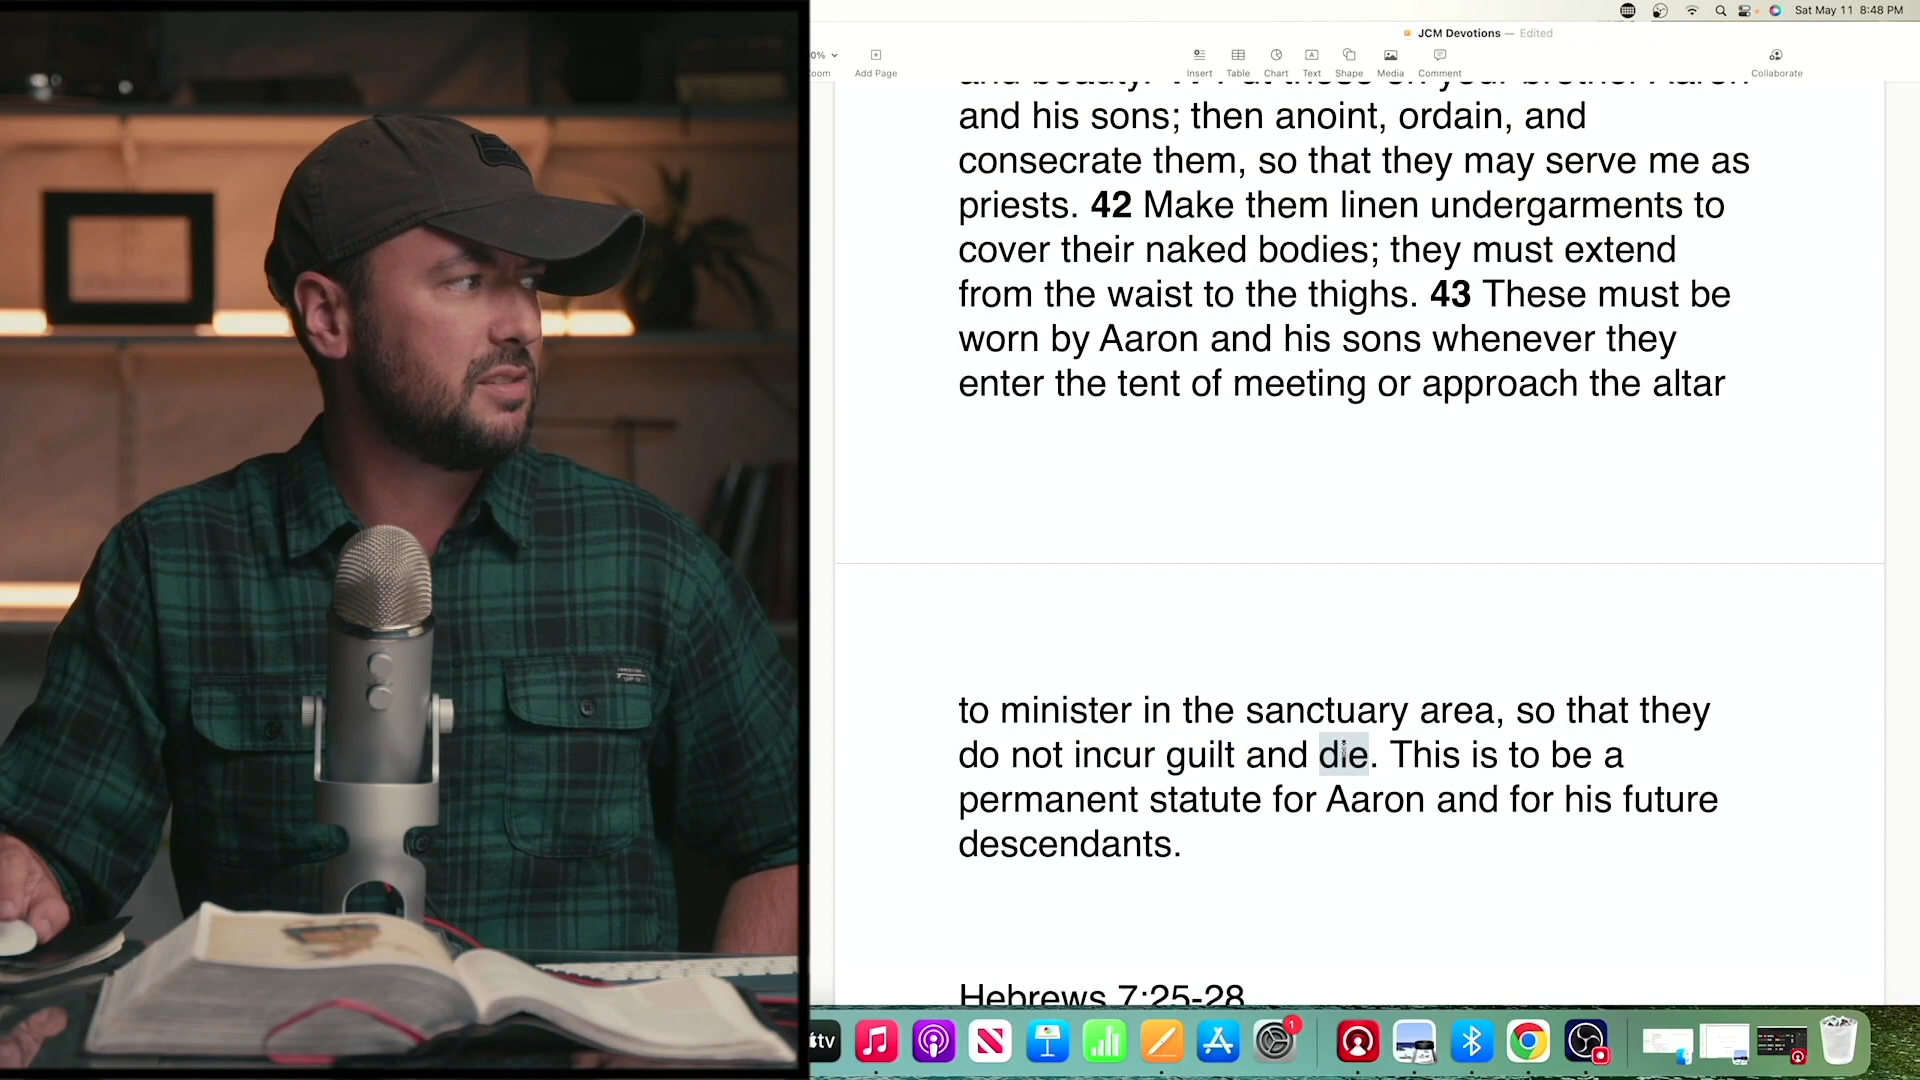 Sat May 11 8:48 PM
JCM Devotions — Edited
0%
Add Page
Insert
Table
Chart
Text
Shape
Media
Comment
Collaborate
and his sons; then anoint, ordain, and
consecrate them, so that they may serve me as
priests. 42 Make them linen undergarments to
cover their naked bodies; they must extend
from the waist to the thighs. 43 These must be
worn by Aaron and his sons whenever they
enter the tent of meeting or approach the altar
to minister in the sanctuary area, so that they
do not incur guilt and die. This is to be a
permanent statute for Aaron and for his future
descendants.
Hebrews 7:25-28
tv
1